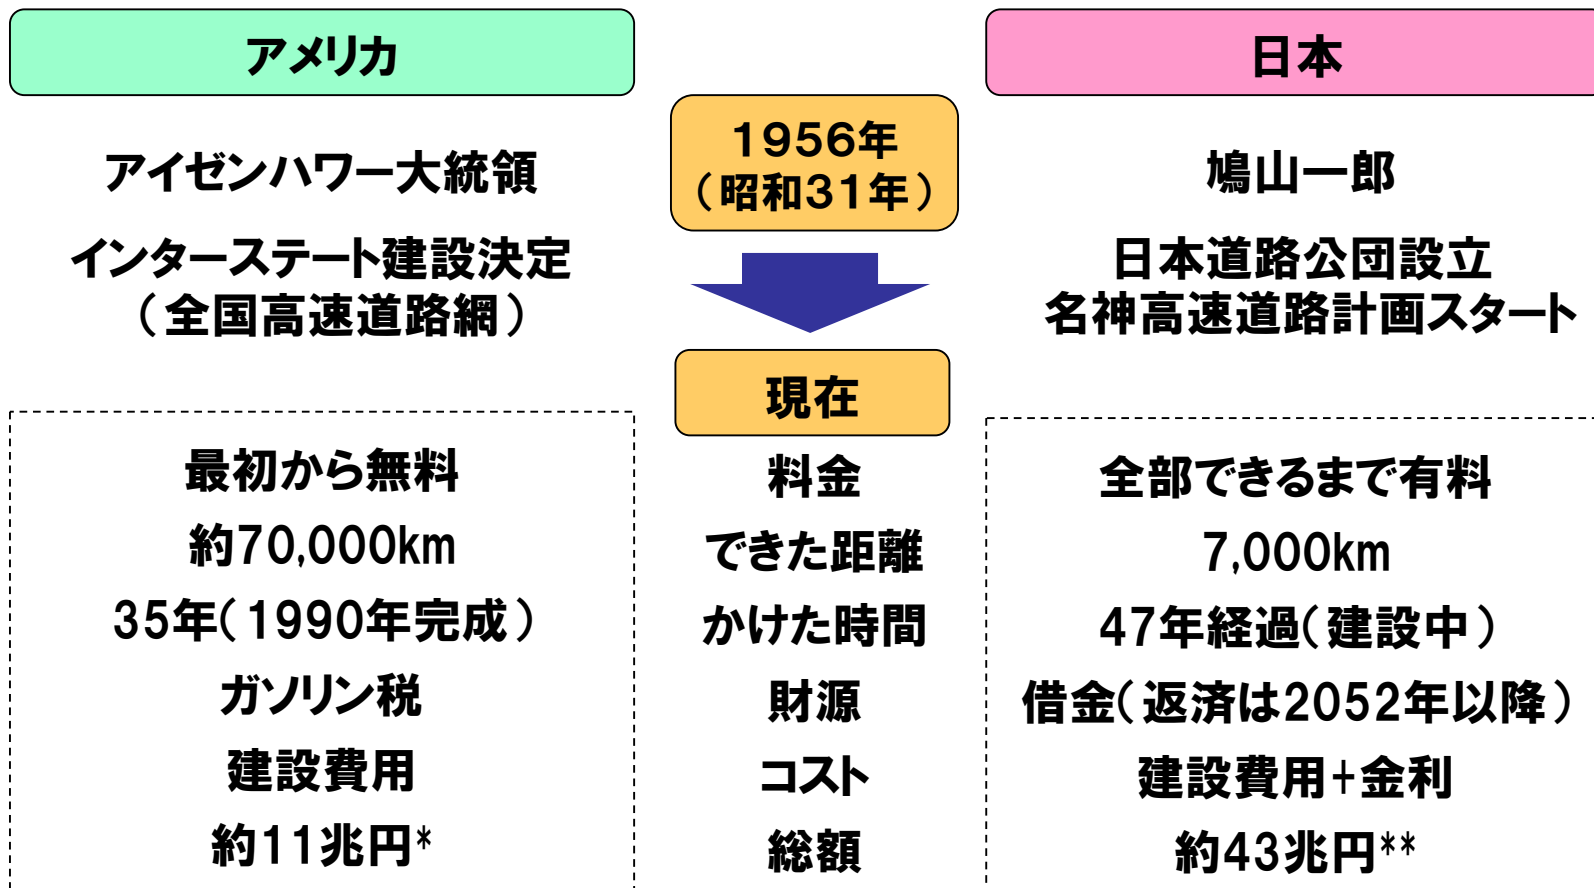 アメリカ
日本
1956年
（昭和31年）
アイゼンハワー大統領
鳩山一郎
インターステート建設決定
（全国高速道路網）
日本道路公団設立
名神高速道路計画スタート
現在
最初から無料
料金
全部できるまで有料
約70,000km
できた距離
7,000km
35年（1990年完成）
かけた時間
47年経過（建設中）
ガソリン税
財源
借金（返済は2052年以降）
建設費用
コスト
建設費用+金利
約11兆円*
総額
約43兆円**